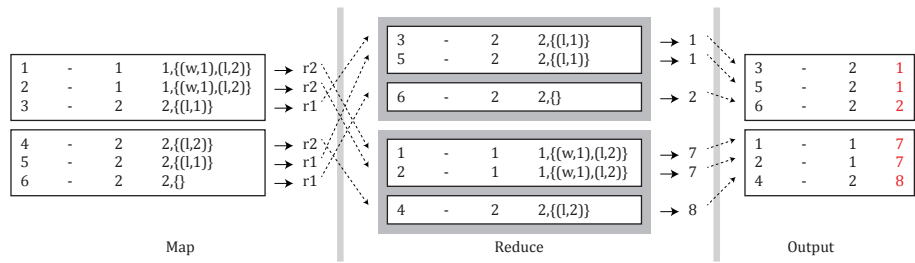 1 - 1 1,{(w,1),(l,2)} → r2
2 - 1 1,{(w,1),(l,2)} → r2
3 - 2 2,{(l,1)} → r1
4 - 2 2,{(l,2)} → r2
5 - 2 2,{(l,1)} → r1
6 - 2 2,{} → r1
Map
3 - 2 2,{(l,1)} → 1
5 - 2 2,{(l,1)} → 1
6 - 2 2,{} → 2
1 - 1 1,{(w,1),(l,2)} → 7
2 - 1 1,{(w,1),(l,2)} → 7
4 - 2 2,{(l,2)} → 8
Reduce
3 - 2 1
5 - 2 1
6 - 2 2
1 - 1 7
2 - 1 7
4 - 2 8
Output